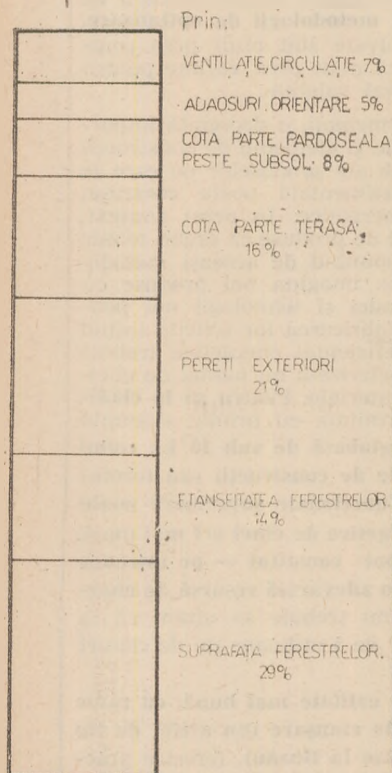 Prin:
VENTILATIE, CIRCULATIE 7%
ADAOSURI ORIENTARE 5%
COTA PARTE PARDOSEALA
PESTE SUBSOL 8%
COTA PARTE TERASA
16%
PERETI EXTERIORI
21%
ETANSEITATEA FERESTRELOR
14%
SUPRAFATA FERESTRELOR.
29%